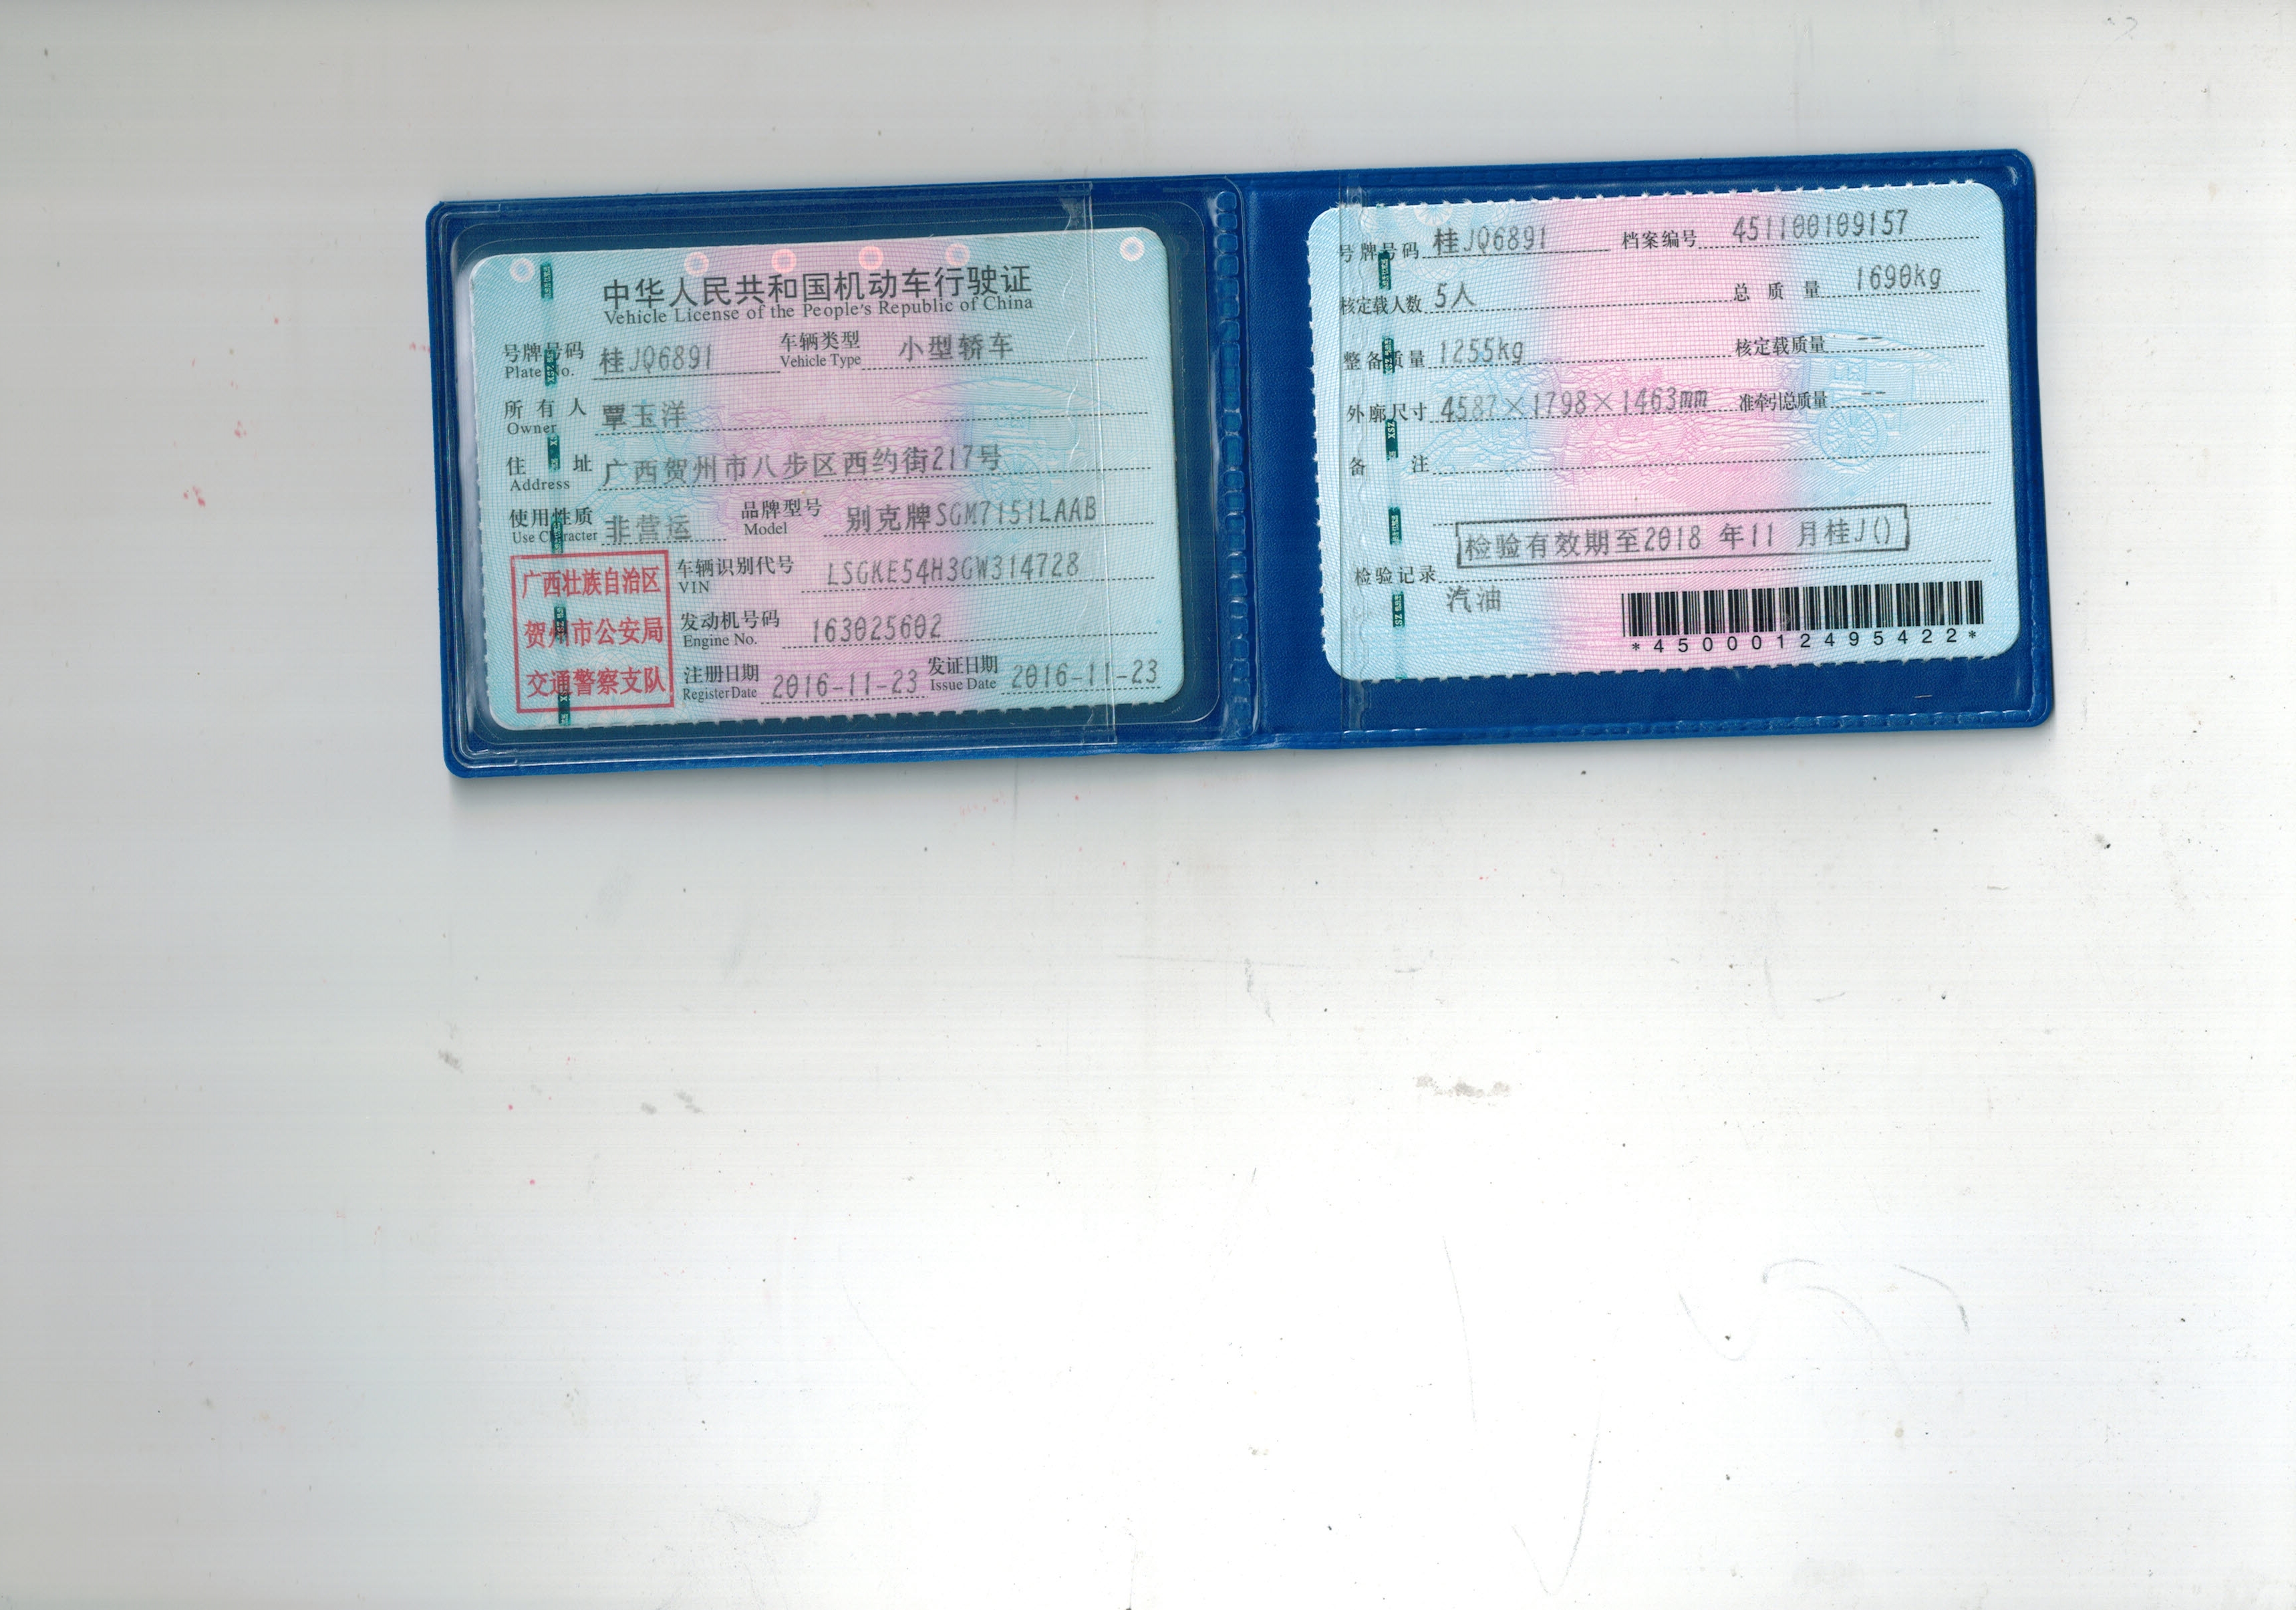 中华人民共和国机动车行驶证
Vehicle License of the People's Republic of China
号牌号码 桂JQ6891 车辆类型 小型轿车
Plate No. Vehicle Type
所有人 覃玉洋
Owner
住址 广西贺州市八步区西约街217号
Address
使用性质 非营运 品牌型号 别克牌SGM7151LAAB
Use Character Model
广西壮族自治区
贺州市公安局
交通警察支队
车辆识别代号 LSGKE54H3GW314728
VIN
发动机号码 163025602
Engine No.
注册日期 2016-11-23 发证日期 2016-11-23
Register Date Issue Date
号牌号码 桂JQ6891 档案编号 451100109157
核定载人数 5人 总质量 1690kg
整备质量 1255kg 核定载质量 --
外廓尺寸 4587×1798×1463mm 准牵引总质量 --
备注
检验有效期至2018 年11 月桂J()
检验记录
汽油
*4500012495422*